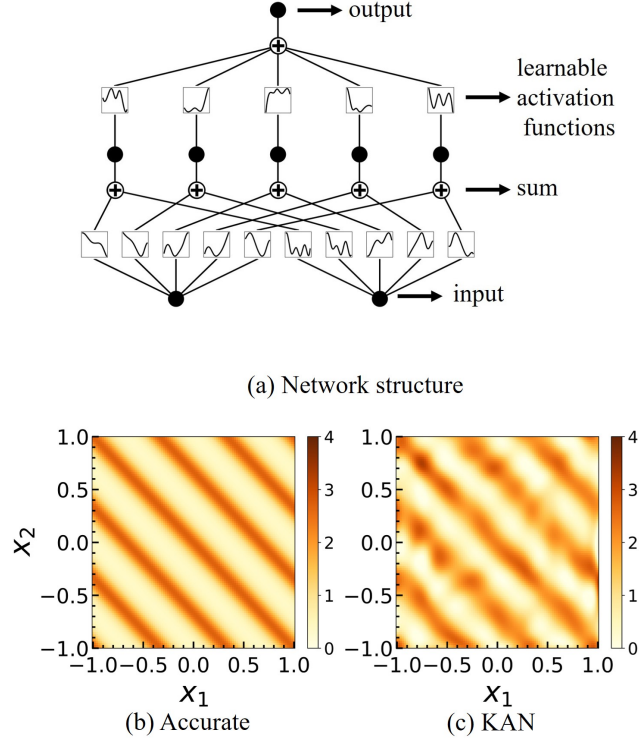 output
learnable
activation
functions
sum
input
(a) Network structure
1.0
0.5
0.0
−0.5
−1.0
x₂
−1.0 −0.5 0.0 0.5 1.0
x₁
4
3
2
1
0
(b) Accurate
1.0
0.5
0.0
−0.5
−1.0
−1.0 −0.5 0.0 0.5 1.0
x₁
4
3
2
1
0
(c) KAN